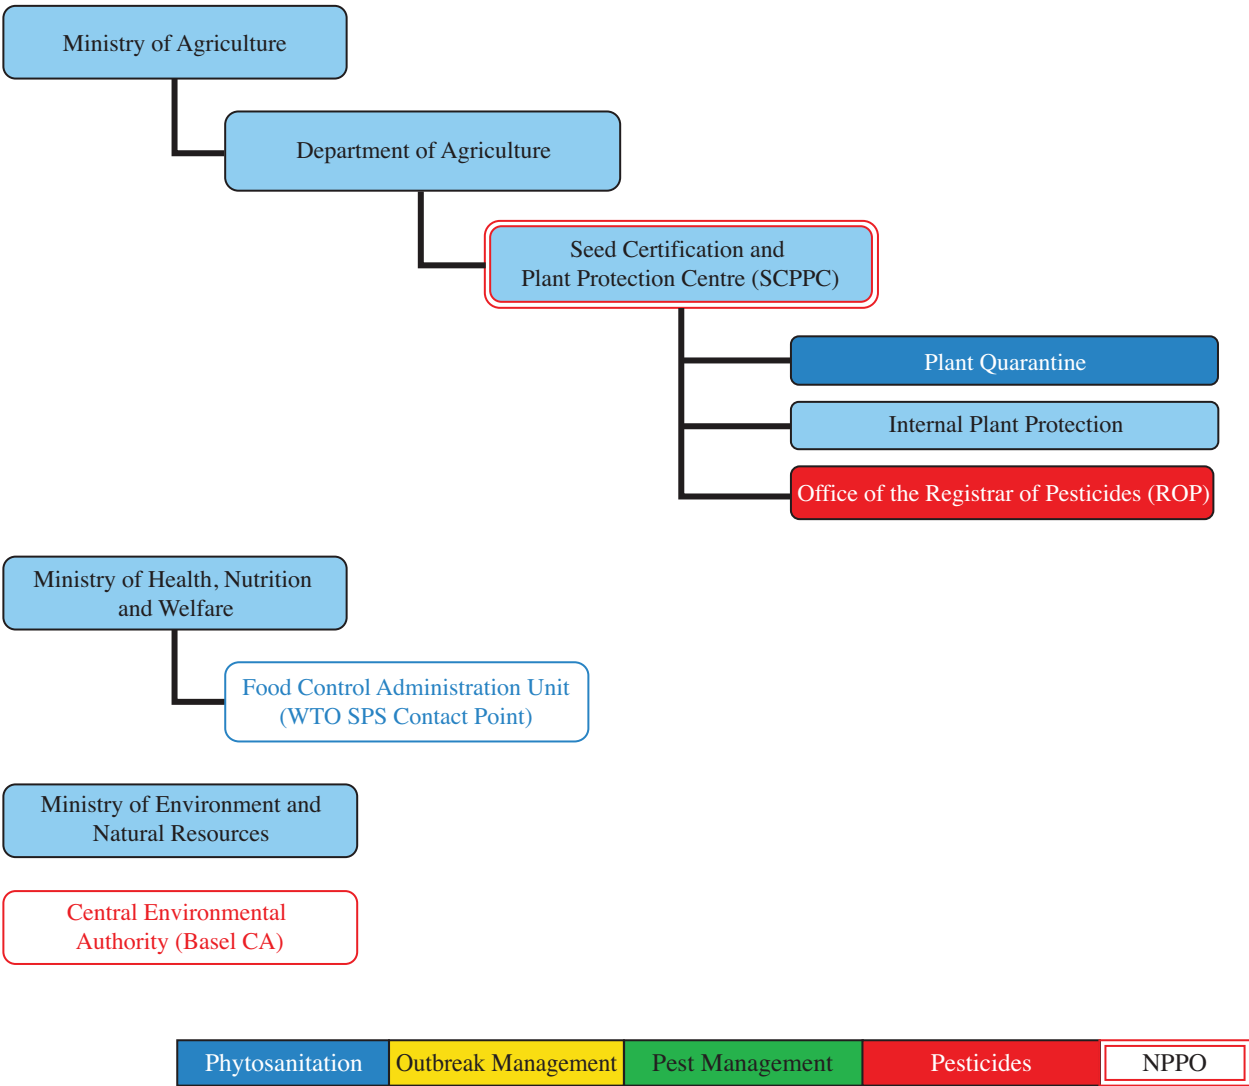 Ministry of Agriculture
Department of Agriculture
Seed Certification and
Plant Protection Centre (SCPPC)
Plant Quarantine
Internal Plant Protection
Office of the Registrar of Pesticides (ROP)
Ministry of Health, Nutrition
and Welfare
Food Control Administration Unit
(WTO SPS Contact Point)
Ministry of Environment and
Natural Resources
Central Environmental
Authority (Basel CA)
Phytosanitation Outbreak Management Pest Management Pesticides NPPO